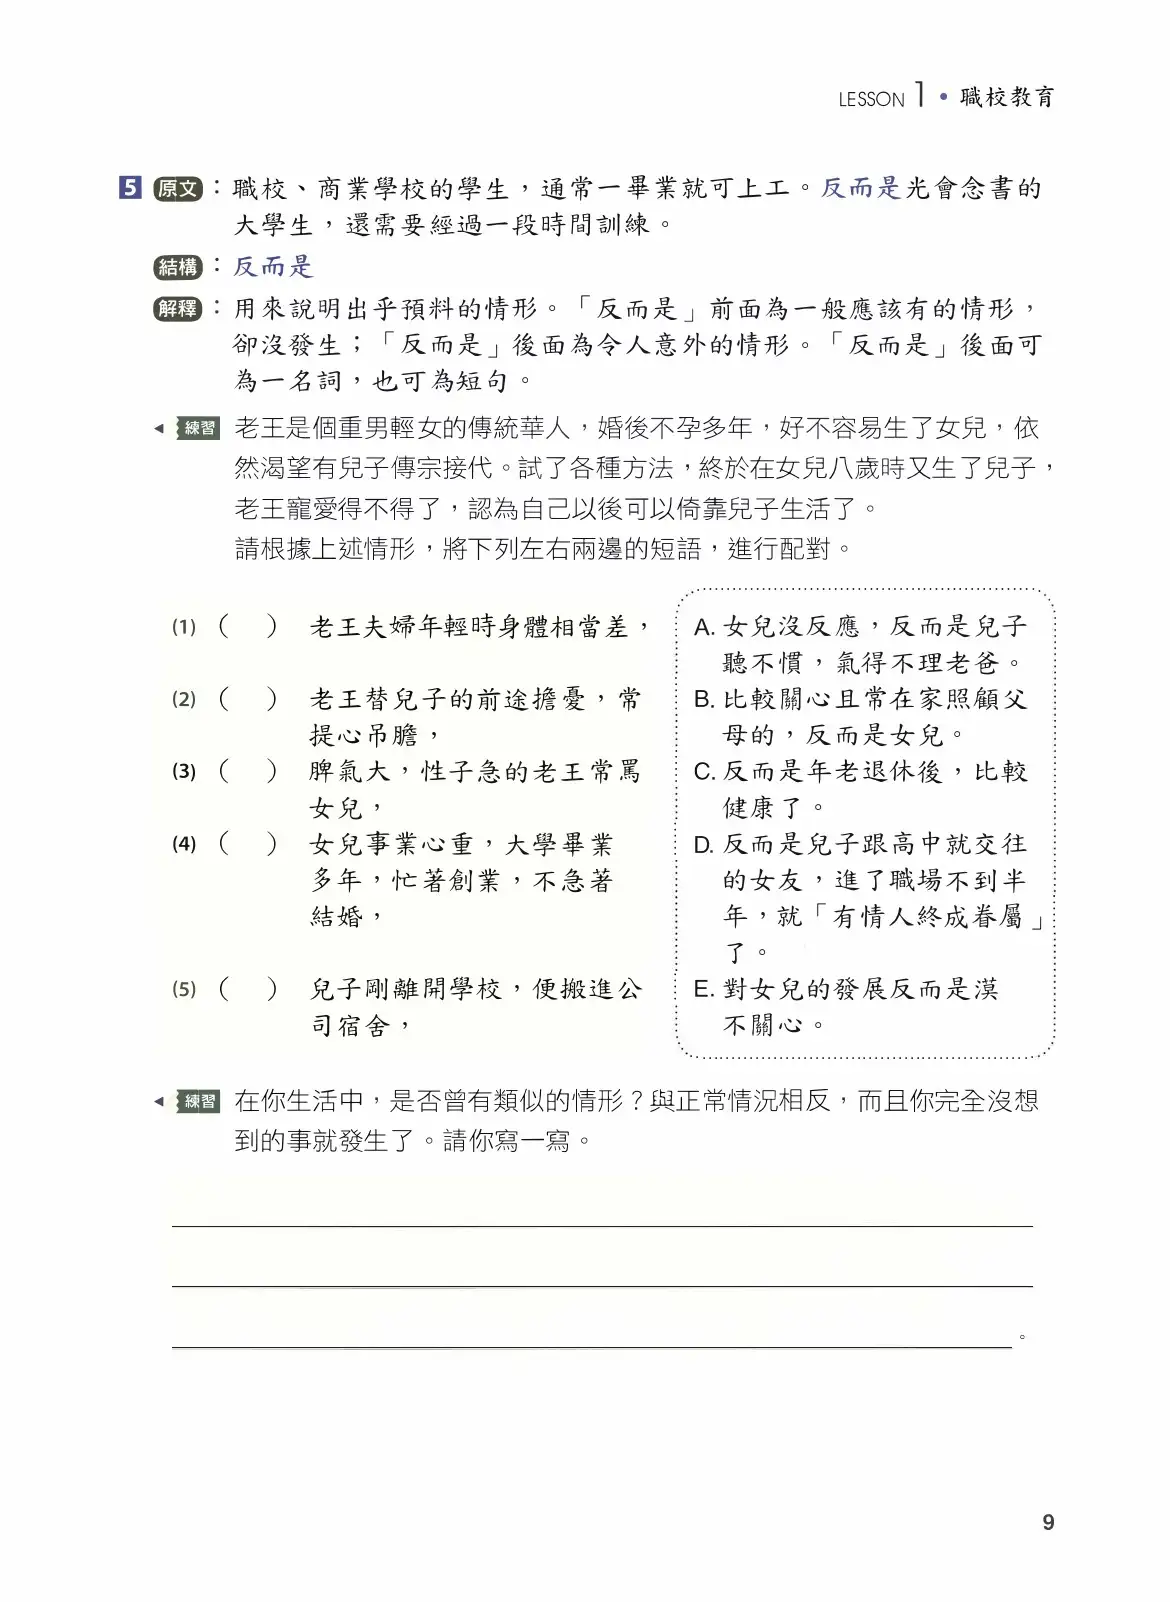 LESSON 1 • 職校教育
5 原文：職校、商業學校的學生，通常一畢業就可上工。反而是光會念書的
大學生，還需要經過一段時間訓練。
結構：反而是
解釋：用來說明出乎預料的情形。「反而是」前面為一般應該有的情形，
卻沒發生；「反而是」後面為令人意外的情形。「反而是」後面可
為一名詞，也可為短句。
◂ 練習 老王是個重男輕女的傳統華人，婚後不孕多年，好不容易生了女兒，依
然渴望有兒子傳宗接代。試了各種方法，終於在女兒八歲時又生了兒子，
老王寵愛得不得了，認為自己以後可以倚靠兒子生活了。
請根據上述情形，將下列左右兩邊的短語，進行配對。
(1) （　） 老王夫婦年輕時身體相當差，
(2) （　） 老王替兒子的前途擔憂，常
提心吊膽，
(3) （　） 脾氣大，性子急的老王常罵
女兒，
(4) （　） 女兒事業心重，大學畢業
多年，忙著創業，不急著
結婚，
(5) （　） 兒子剛離開學校，便搬進公
司宿舍，
A. 女兒沒反應，反而是兒子
聽不慣，氣得不理老爸。
B. 比較關心且常在家照顧父
母的，反而是女兒。
C. 反而是年老退休後，比較
健康了。
D. 反而是兒子跟高中就交往
的女友，進了職場不到半
年，就「有情人終成眷屬」
了。
E. 對女兒的發展反而是漠
不關心。
◂ 練習 在你生活中，是否曾有類似的情形？與正常情況相反，而且你完全沒想
到的事就發生了。請你寫一寫。
。
9